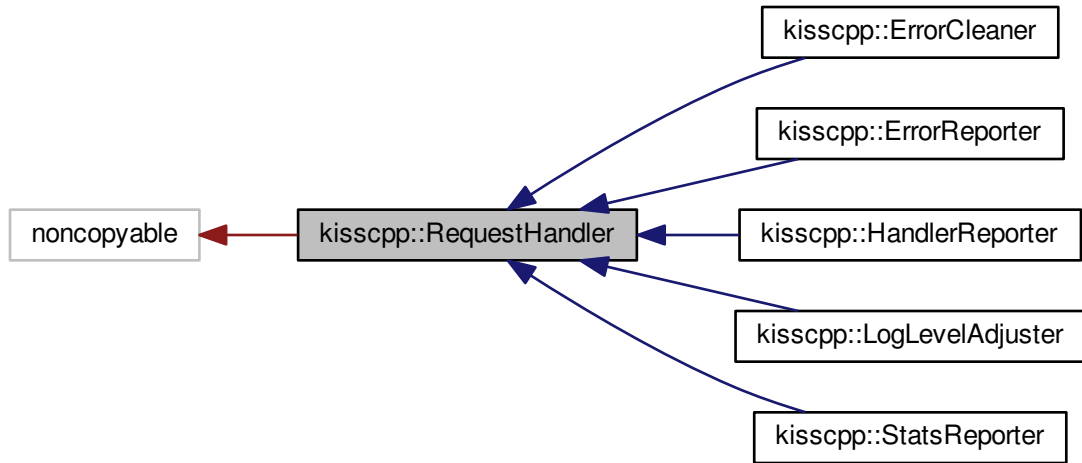 kisscpp::ErrorCleaner
kisscpp::ErrorReporter
noncopyable
kisscpp::RequestHandler
kisscpp::HandlerReporter
kisscpp::LogLevelAdjuster
kisscpp::StatsReporter